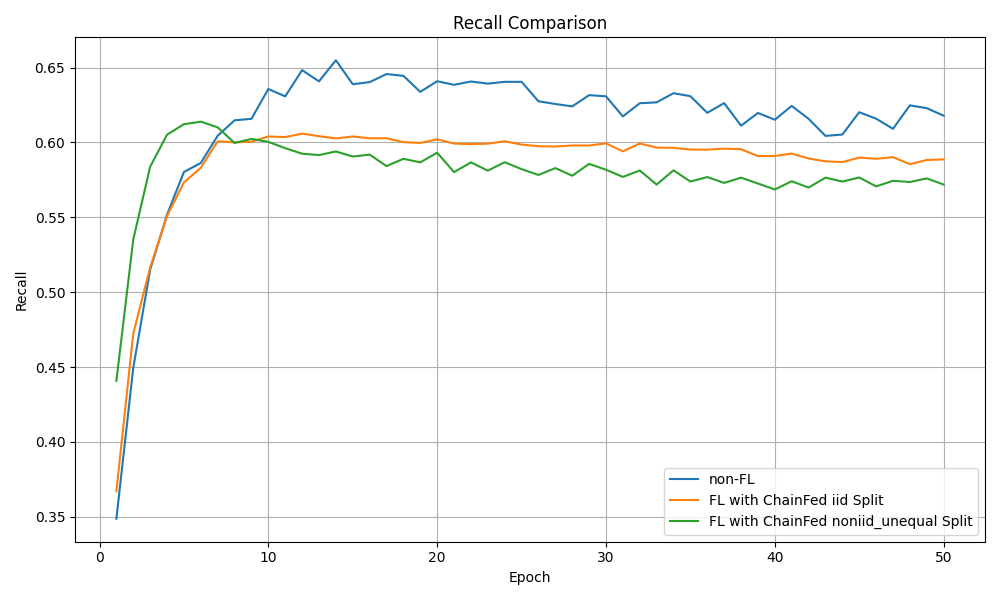 Recall Comparison
Recall
0.65
0.60
0.55
0.50
0.45
0.40
0.35
0 10 20 30 40 50
Epoch
non-FL
FL with ChainFed iid Split
FL with ChainFed noniid_unequal Split